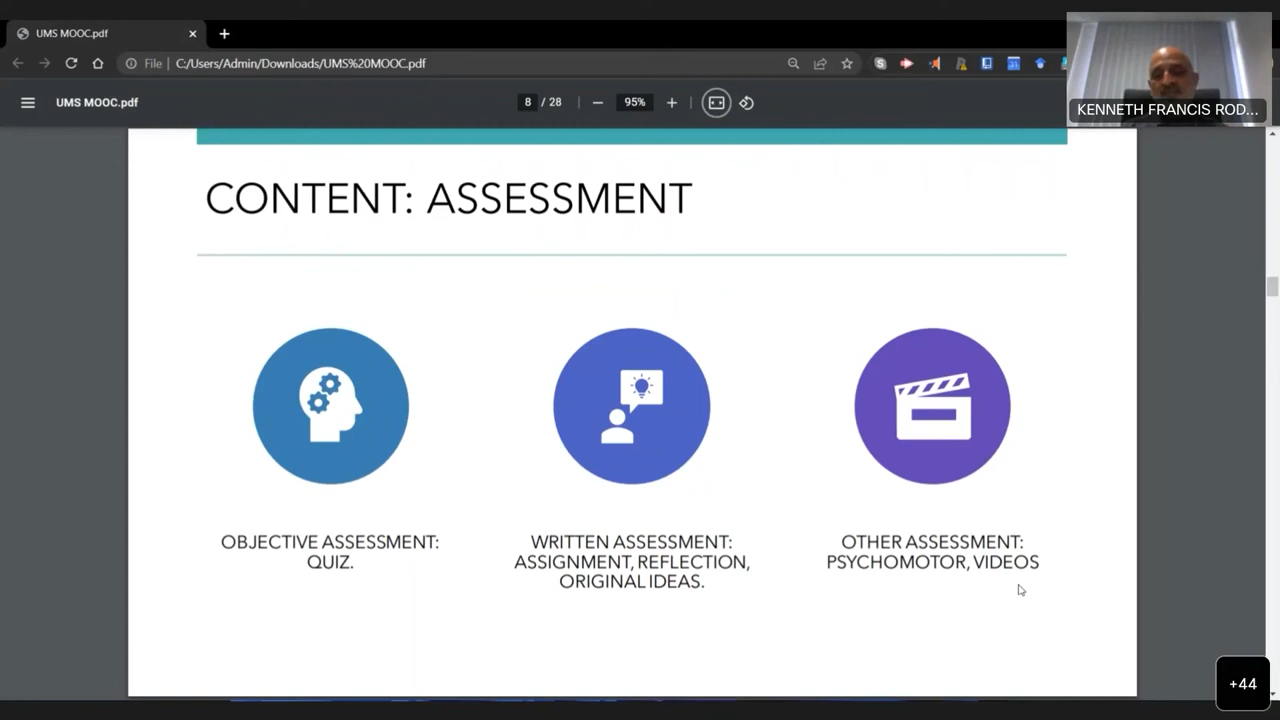 UMS MOOC.pdf
File
C:/Users/Admin/Downloads/UMS%20MOOC.pdf
UMS MOOC.pdf
8 / 28
95%
KENNETH FRANCIS ROD...
CONTENT: ASSESSMENT
OBJECTIVE ASSESSMENT:
QUIZ.
WRITTEN ASSESSMENT:
ASSIGNMENT, REFLECTION,
ORIGINAL IDEAS.
OTHER ASSESSMENT:
PSYCHOMOTOR, VIDEOS
+44